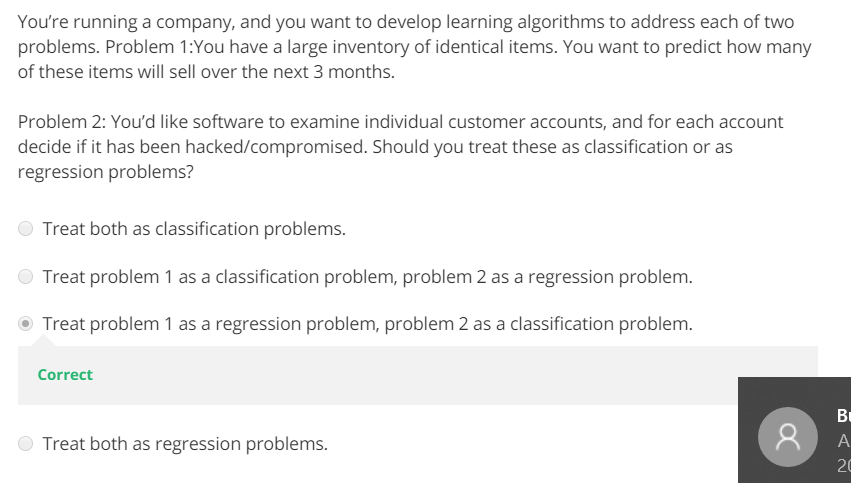 You're running a company, and you want to develop learning algorithms to address each of two
problems. Problem 1:You have a large inventory of identical items. You want to predict how many
of these items will sell over the next 3 months.
Problem 2: You'd like software to examine individual customer accounts, and for each account
decide if it has been hacked/compromised. Should you treat these as classification or as
regression problems?
Treat both as classification problems.
Treat problem 1 as a classification problem, problem 2 as a regression problem.
Treat problem 1 as a regression problem, problem 2 as a classification problem.
Correct
Treat both as regression problems.